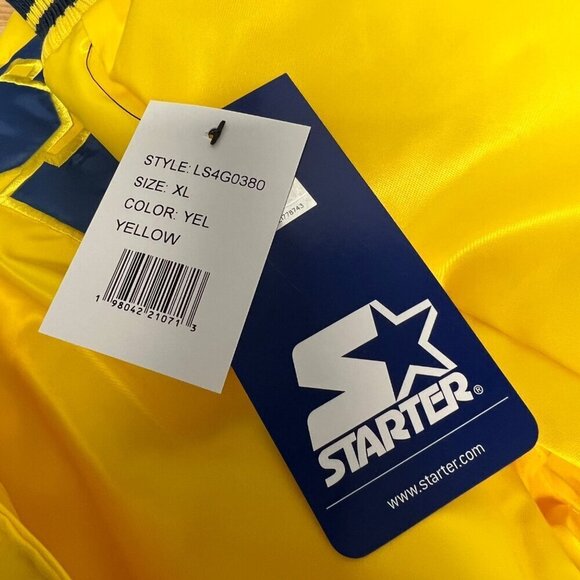 STYLE: LS4G0380
SIZE: XL
COLOR: YEL
YELLOW
1 98042 21071 3
STARTER®
www.starter.com